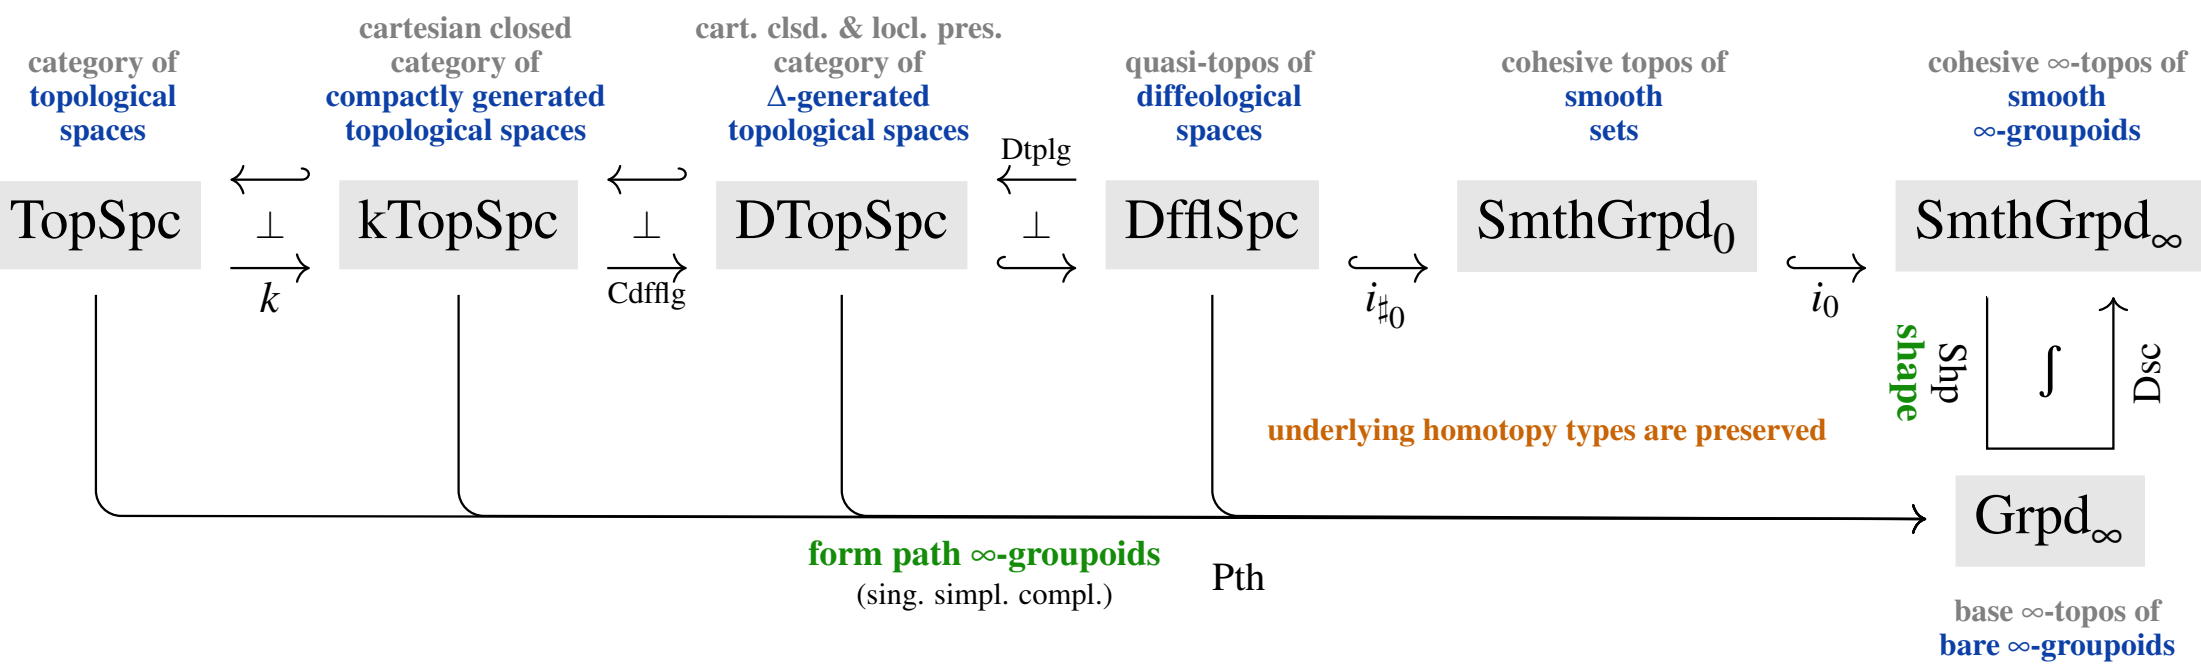 cartesian closed
cart. clsd. & locl. pres.
category of
category of
category of
quasi-topos of
cohesive topos of
cohesive ∞-topos of
topological
compactly generated
Δ-generated
diffeological
smooth
smooth
spaces
topological spaces
topological spaces
spaces
sets
∞-groupoids
Dtplg
TopSpc
⊥
kTopSpc
⊥
DTopSpc
⊥
DfflSpc
SmthGrpd₀
SmthGrpd∞
k
Cdfflg
i♯₀
i₀
shape
Shp
∫
Dsc
underlying homotopy types are preserved
Grpd∞
form path ∞-groupoids
Pth
(sing. simpl. compl.)
base ∞-topos of
bare ∞-groupoids